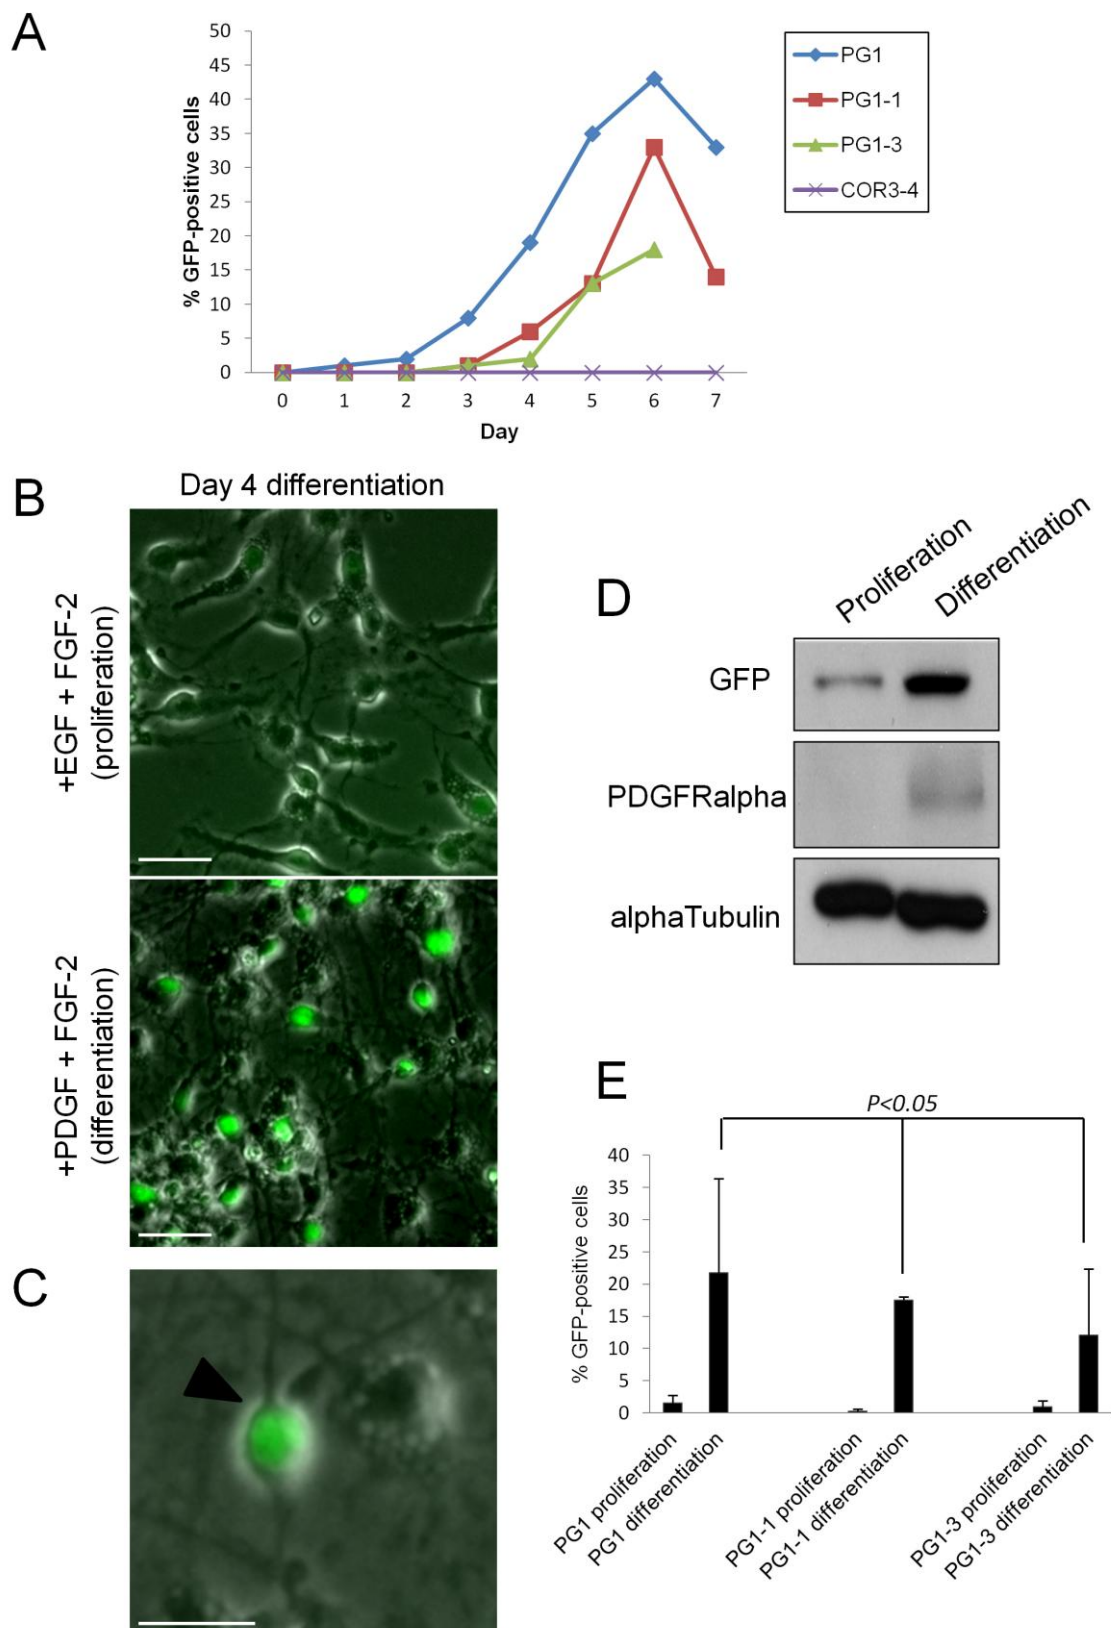 A
50
45
40
35
30
25
20
15
10
5
0
% GFP-positive cells
0 1 2 3 4 5 6 7
Day
PG1
PG1-1
PG1-3
COR3-4
B
Day 4 differentiation
+EGF + FGF-2
(proliferation)
+PDGF + FGF-2
(differentiation)
C
D
Proliferation
Differentiation
GFP
PDGFRalpha
alphaTubulin
E
P<0.05
40
35
30
25
20
15
10
5
0
% GFP-positive cells
PG1 proliferation
PG1 differentiation
PG1-1 proliferation
PG1-1 differentiation
PG1-3 proliferation
PG1-3 differentiation